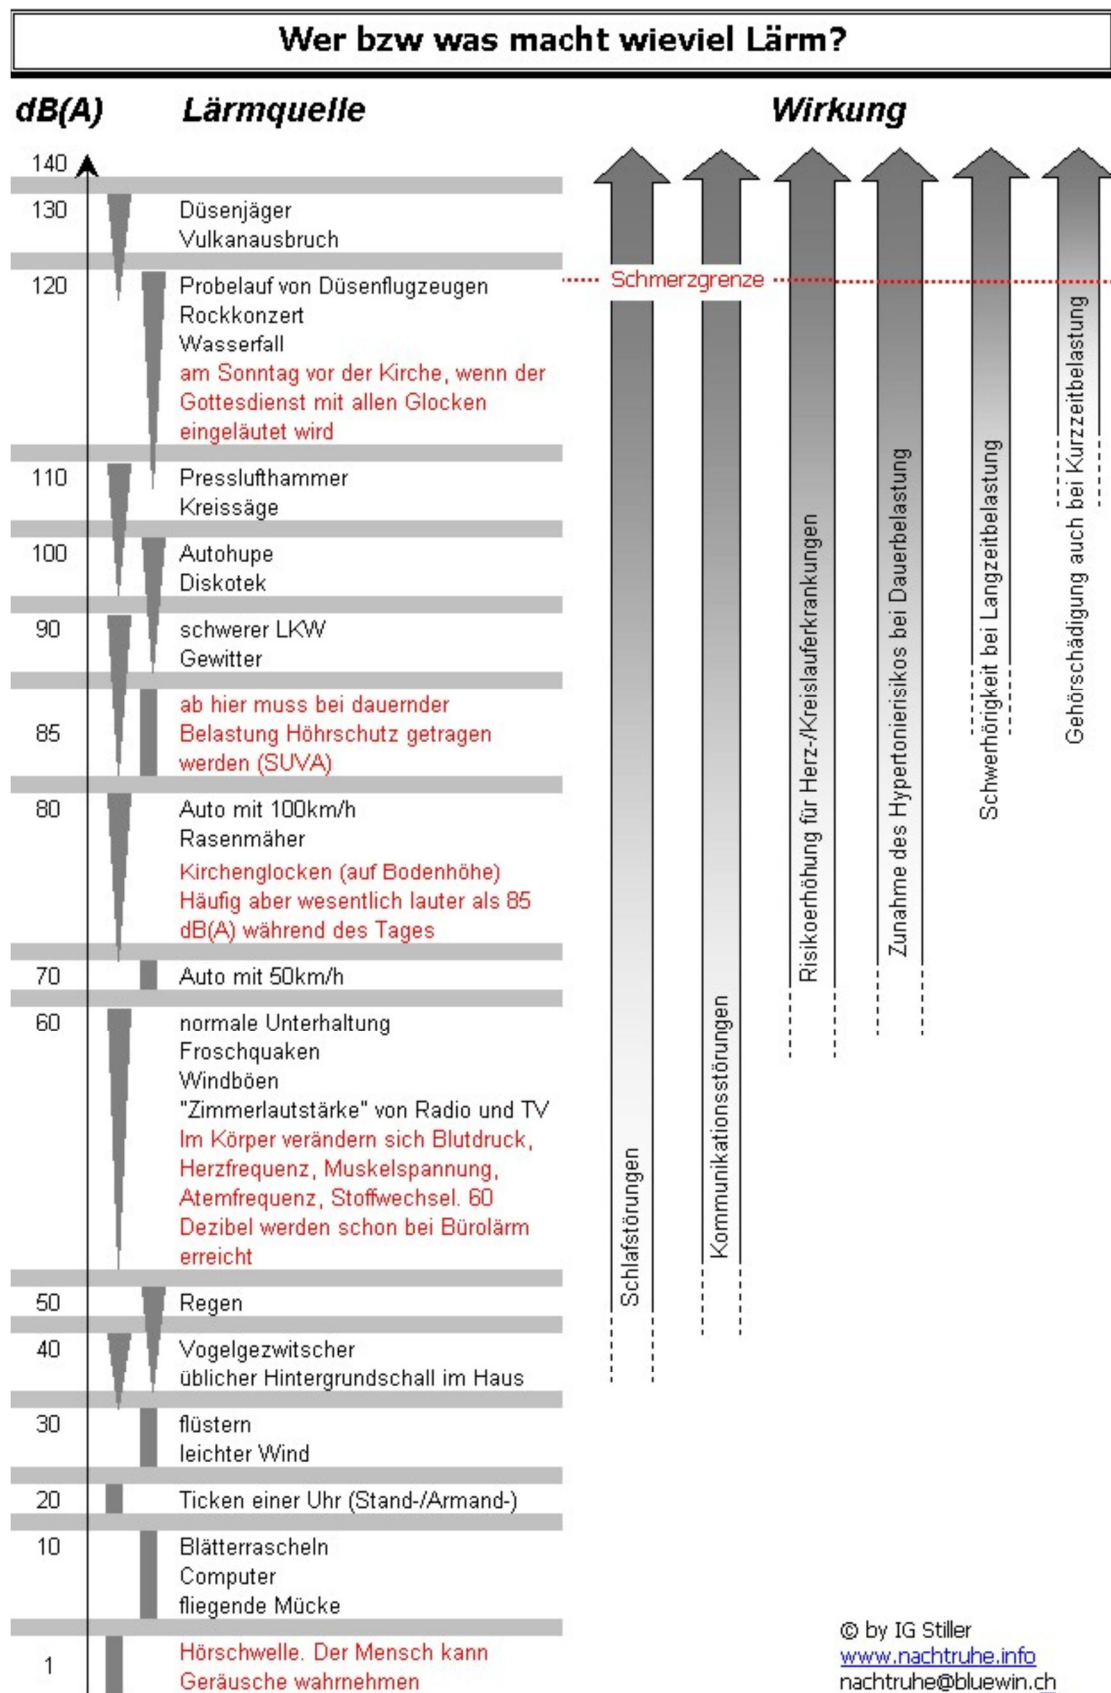 Wer bzw was macht wieviel Lärm?
dB(A) Lärmquelle Wirkung
140
130 Düsenjäger
Vulkanausbruch
120 Probelauf von Düsenflugzeugen
Rockkonzert
Wasserfall
am Sonntag vor der Kirche, wenn der
Gottesdienst mit allen Glocken
eingeläutet wird
110 Presslufthammer
Kreissäge
100 Autohupe
Diskotek
90 schwerer LKW
Gewitter
ab hier muss bei dauernder
85 Belastung Höhrschutz getragen
werden (SUVA)
80 Auto mit 100km/h
Rasenmäher
Kirchenglocken (auf Bodenhöhe)
Häufig aber wesentlich lauter als 85
dB(A) während des Tages
70 Auto mit 50km/h
60 normale Unterhaltung
Froschquaken
Windböen
"Zimmerlautstärke" von Radio und TV
Im Körper verändern sich Blutdruck,
Herzfrequenz, Muskelspannung,
Atemfrequenz, Stoffwechsel. 60
Dezibel werden schon bei Bürolärm
erreicht
50 Regen
40 Vogelgezwitscher
üblicher Hintergrundschall im Haus
30 flüstern
leichter Wind
20 Ticken einer Uhr (Stand-/Armand-)
10 Blätterrascheln
Computer
fliegende Mücke
1 Hörschwelle. Der Mensch kann
Geräusche wahrnehmen
Schmerzgrenze
Schlafstörungen
Kommunikationsstörungen
Risikoerhöhung für Herz-/Kreislauferkrankungen
Zunahme des Hypertonierisikos bei Dauerbelastung
Schwerhörigkeit bei Langzeitbelastung
Gehörschädigung auch bei Kurzzeitbelastung
© by IG Stiller
www.nachtruhe.info
nachtruhe@bluewin.ch